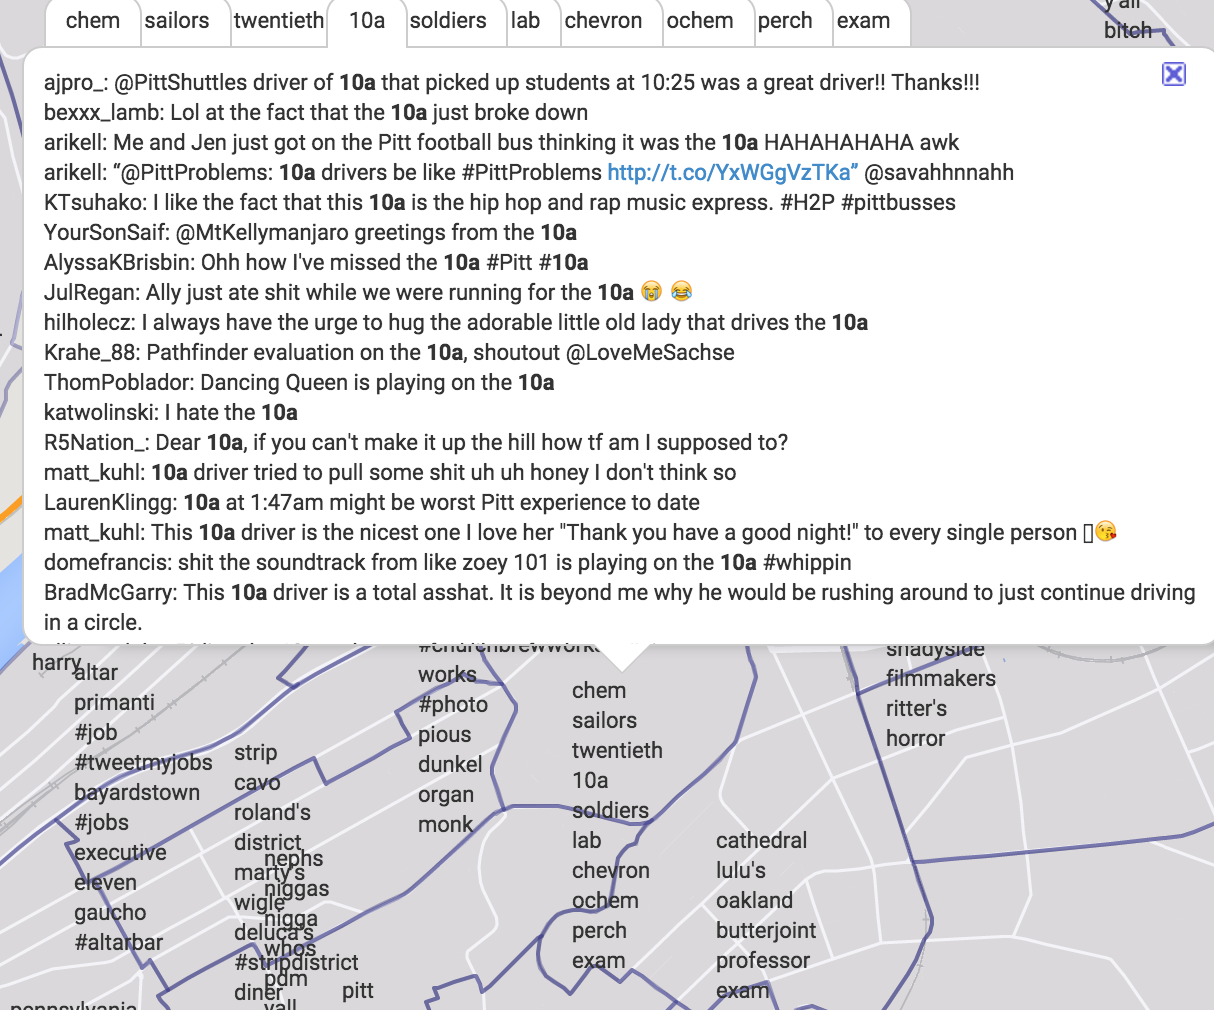 y'all
bitch
chem sailors twentieth 10a soldiers lab chevron ochem perch exam
ajpro_: @PittShuttles driver of 10a that picked up students at 10:25 was a great driver!! Thanks!!!
bexxx_lamb: Lol at the fact that the 10a just broke down
arikell: Me and Jen just got on the Pitt football bus thinking it was the 10a HAHAHAHAHA awk
arikell: “@PittProblems: 10a drivers be like #PittProblems http://t.co/YxWGgVzTKa” @savahhnnahh
KTsuhako: I like the fact that this 10a is the hip hop and rap music express. #H2P #pittbusses
YourSonSaif: @MtKellymanjaro greetings from the 10a
AlyssaKBrisbin: Ohh how I've missed the 10a #Pitt #10a
JulRegan: Ally just ate shit while we were running for the 10a 😭 😂
hilholecz: I always have the urge to hug the adorable little old lady that drives the 10a
Krahe_88: Pathfinder evaluation on the 10a, shoutout @LoveMeSachse
ThomPoblador: Dancing Queen is playing on the 10a
katwolinski: I hate the 10a
R5Nation_: Dear 10a, if you can't make it up the hill how tf am I supposed to?
matt_kuhl: 10a driver tried to pull some shit uh uh honey I don't think so
LaurenKlingg: 10a at 1:47am might be worst Pitt experience to date
matt_kuhl: This 10a driver is the nicest one I love her "Thank you have a good night!" to every single person 😘
domefrancis: shit the soundtrack from like zoey 101 is playing on the 10a #whippin
BradMcGarry: This 10a driver is a total asshat. It is beyond me why he would be rushing around to just continue driving
in a circle.
harry
altar
primanti
#job
#tweetmyjobs
bayardstown
#jobs
executive
eleven
gaucho
#altarbar
pennsylvania
strip
cavo
roland's
district
marty's
wigle
deluca's
#stripdistrict
diner
nephs
niggas
nigga
whos
pdm
yall
pitt
#churchbrewworks
works
#photo
pious
dunkel
organ
monk
chem
sailors
twentieth
10a
soldiers
lab
chevron
ochem
perch
exam
cathedral
lulu's
oakland
butterjoint
professor
exam
shadyside
filmmakers
ritter's
horror